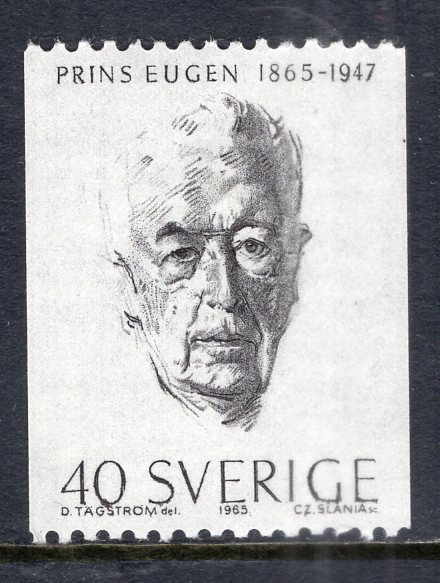 PRINS EUGEN 1865-1947
40 SVERIGE
D. TÄGSTRÖM del. 1965. CZ. SLANIA sc.